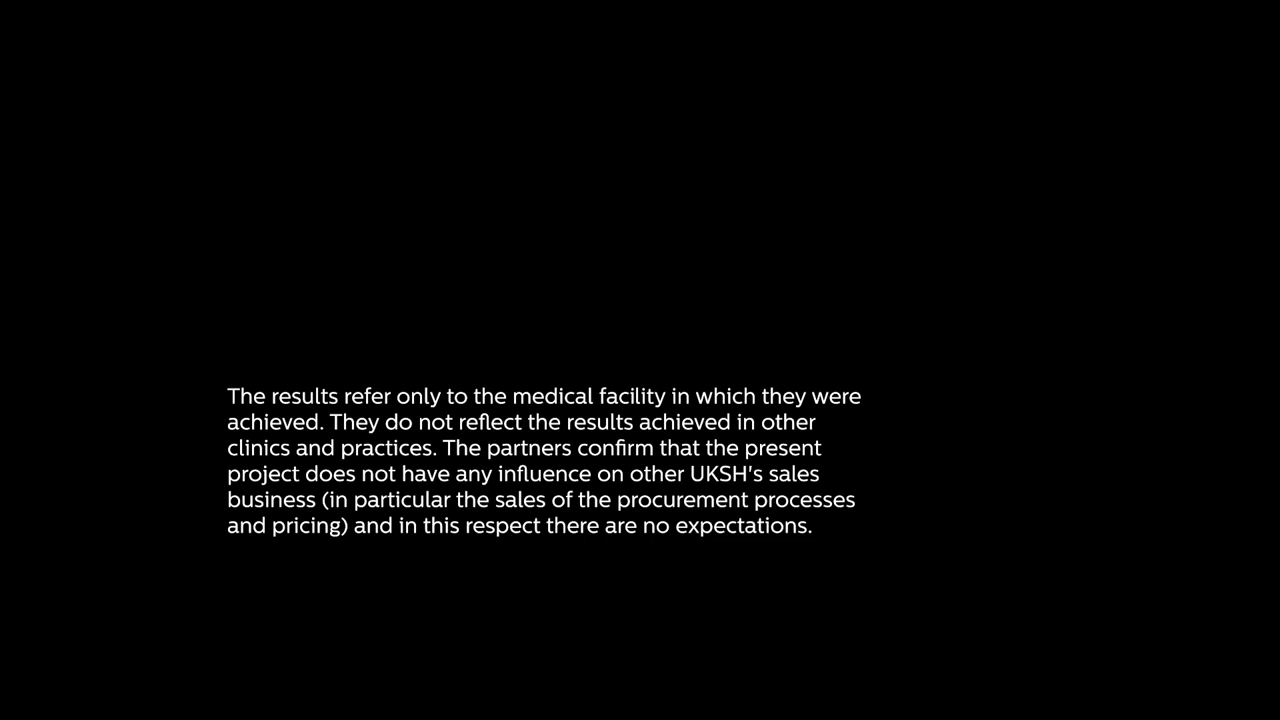 The results refer only to the medical facility in which they were
achieved. They do not reflect the results achieved in other
clinics and practices. The partners confirm that the present
project does not have any influence on other UKSH's sales
business (in particular the sales of the procurement processes
and pricing) and in this respect there are no expectations.